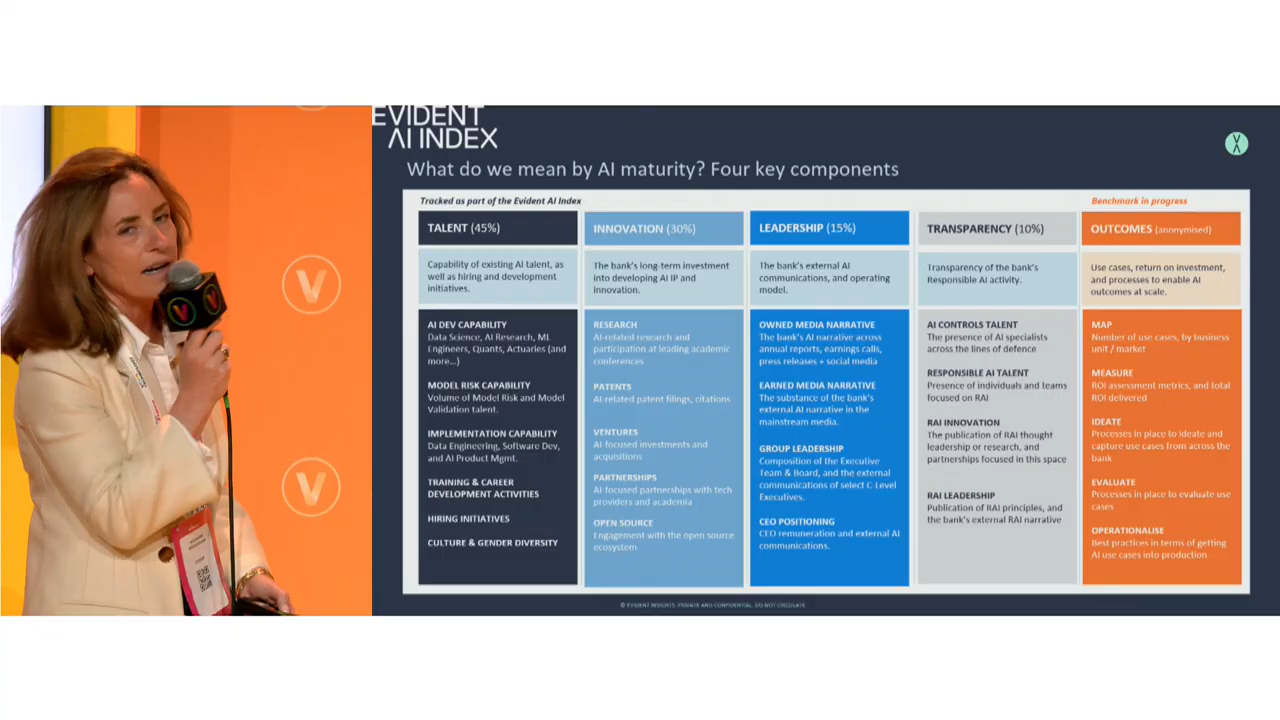 EVIDENT
AI INDEX
What do we mean by AI maturity? Four key components
Tracked as part of the Evident AI Index
Benchmark in progress
TALENT (45%)
Capability of existing AI talent, as
well as hiring and development
initiatives.
AI DEV CAPABILITY
Data Science, AI Research, ML
Engineers, Quants, Actuaries (and
more...)
MODEL RISK CAPABILITY
Volume of Model Risk and Model
Validation talent.
IMPLEMENTATION CAPABILITY
Data Engineering, Software Dev,
and AI Product Mgmt.
TRAINING & CAREER
DEVELOPMENT ACTIVITIES
HIRING INITIATIVES
CULTURE & GENDER DIVERSITY
INNOVATION (30%)
The bank's long-term investment
into developing AI IP and
innovation.
RESEARCH
AI-related research and
participation at leading academic
conferences
PATENTS
AI-related patent filings, citations
VENTURES
AI focused investments and
acquisitions
PARTNERSHIPS
AI focused partnerships with tech
providers and academia
OPEN SOURCE
Engagement with the open source
ecosystem
LEADERSHIP (15%)
The bank's external AI
communications, and operating
model.
OWNED MEDIA NARRATIVE
The bank's AI narrative across
annual reports, earnings calls,
press releases + social media
EARNED MEDIA NARRATIVE
The substance of the bank's
external AI narrative in the
mainstream media.
GROUP LEADERSHIP
Composition of the Executive
Team & Board, and the external
communications of select C-Level
Executives.
CEO POSITIONING
CEO remuneration and external AI
communications.
TRANSPARENCY (10%)
Transparency of the bank's
Responsible AI activity.
AI CONTROLS TALENT
The presence of AI specialists
across the lines of defence
RESPONSIBLE AI TALENT
Presence of individuals and teams
focused on RAI
RAI INNOVATION
The publication of RAI thought
leadership or research, and
partnerships focused in this space
RAI LEADERSHIP
Publication of RAI principles, and
the bank's external RAI narrative
OUTCOMES (anonymised)
Use cases, return on investment,
and processes to enable AI
outcomes at scale.
MAP
Number of use cases, by business
unit / market
MEASURE
ROI assessment metrics, and total
ROI delivered
IDEATE
Processes in place to ideate and
capture use cases from across the
bank
EVALUATE
Processes in place to evaluate use
cases
OPERATIONALISE
Best practices in terms of getting
AI use cases into production
© EVIDENT INSIGHTS. PRIVATE AND CONFIDENTIAL, DO NOT CIRCULATE
V
V
V